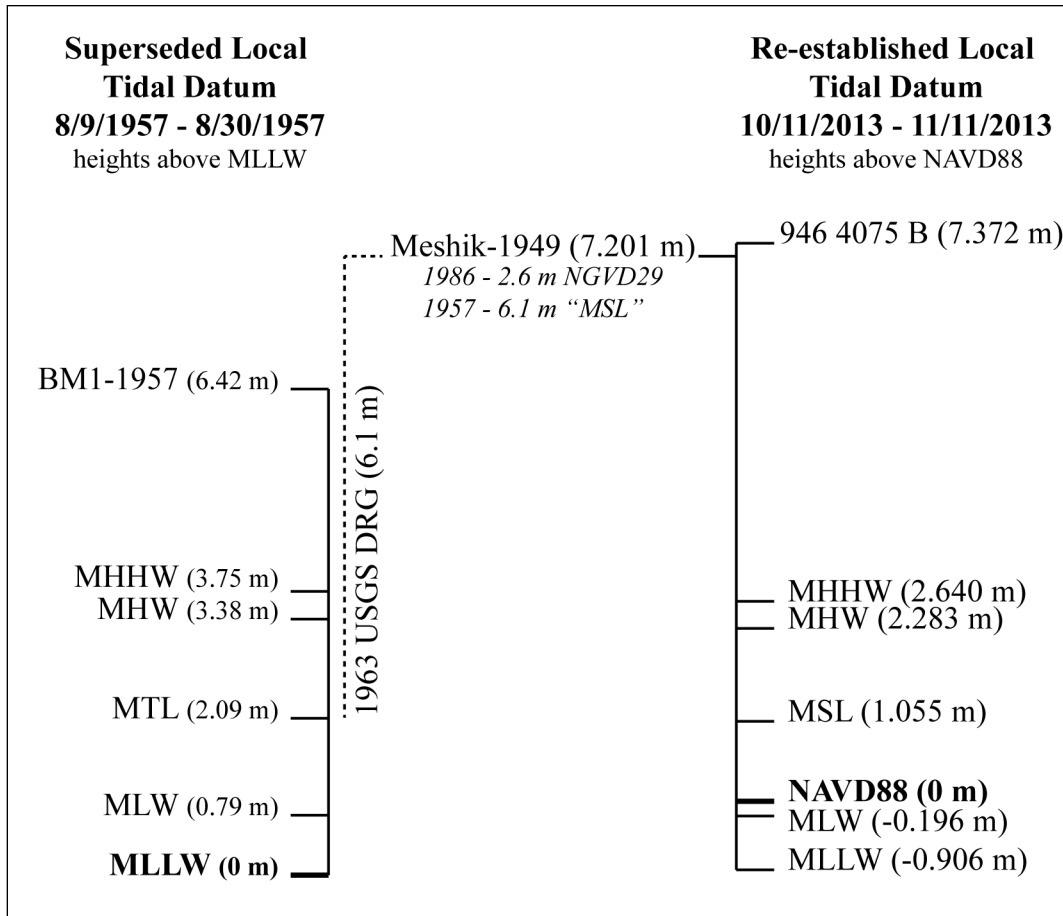 Superseded Local
Tidal Datum
8/9/1957 - 8/30/1957
heights above MLLW
Re-established Local
Tidal Datum
10/11/2013 - 11/11/2013
heights above NAVD88
Meshik-1949 (7.201 m)
1986 - 2.6 m NGVD29
1957 - 6.1 m “MSL”
946 4075 B (7.372 m)
BM1-1957 (6.42 m)
1963 USGS DRG (6.1 m)
MHHW (3.75 m)
MHW (3.38 m)
MTL (2.09 m)
MLW (0.79 m)
MLLW (0 m)
MHHW (2.640 m)
MHW (2.283 m)
MSL (1.055 m)
NAVD88 (0 m)
MLW (-0.196 m)
MLLW (-0.906 m)